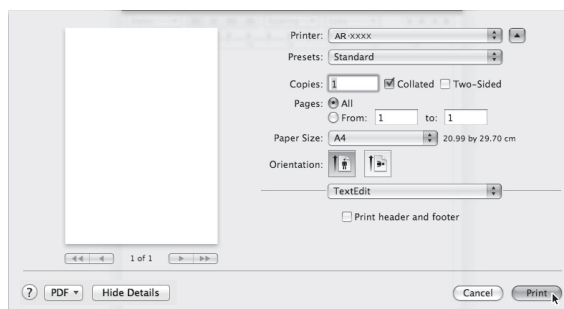 Printer: AR-xxxx
Presets: Standard
Copies: 1 Collated Two-Sided
Pages: All
From: 1 to: 1
Paper Size: A4 20.99 by 29.70 cm
Orientation:
TextEdit
Print header and footer
1 of 1
? PDF Hide Details Cancel Print